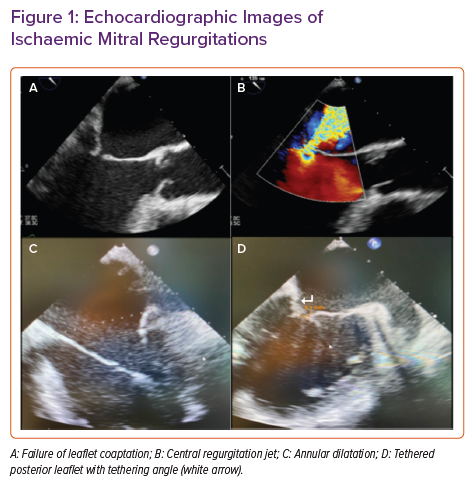 Figure 1: Echocardiographic Images of
Ischaemic Mitral Regurgitations
A
B
C
D
A: Failure of leaflet coaptation; B: Central regurgitation jet; C: Annular dilatation; D: Tethered
posterior leaflet with tethering angle (white arrow).